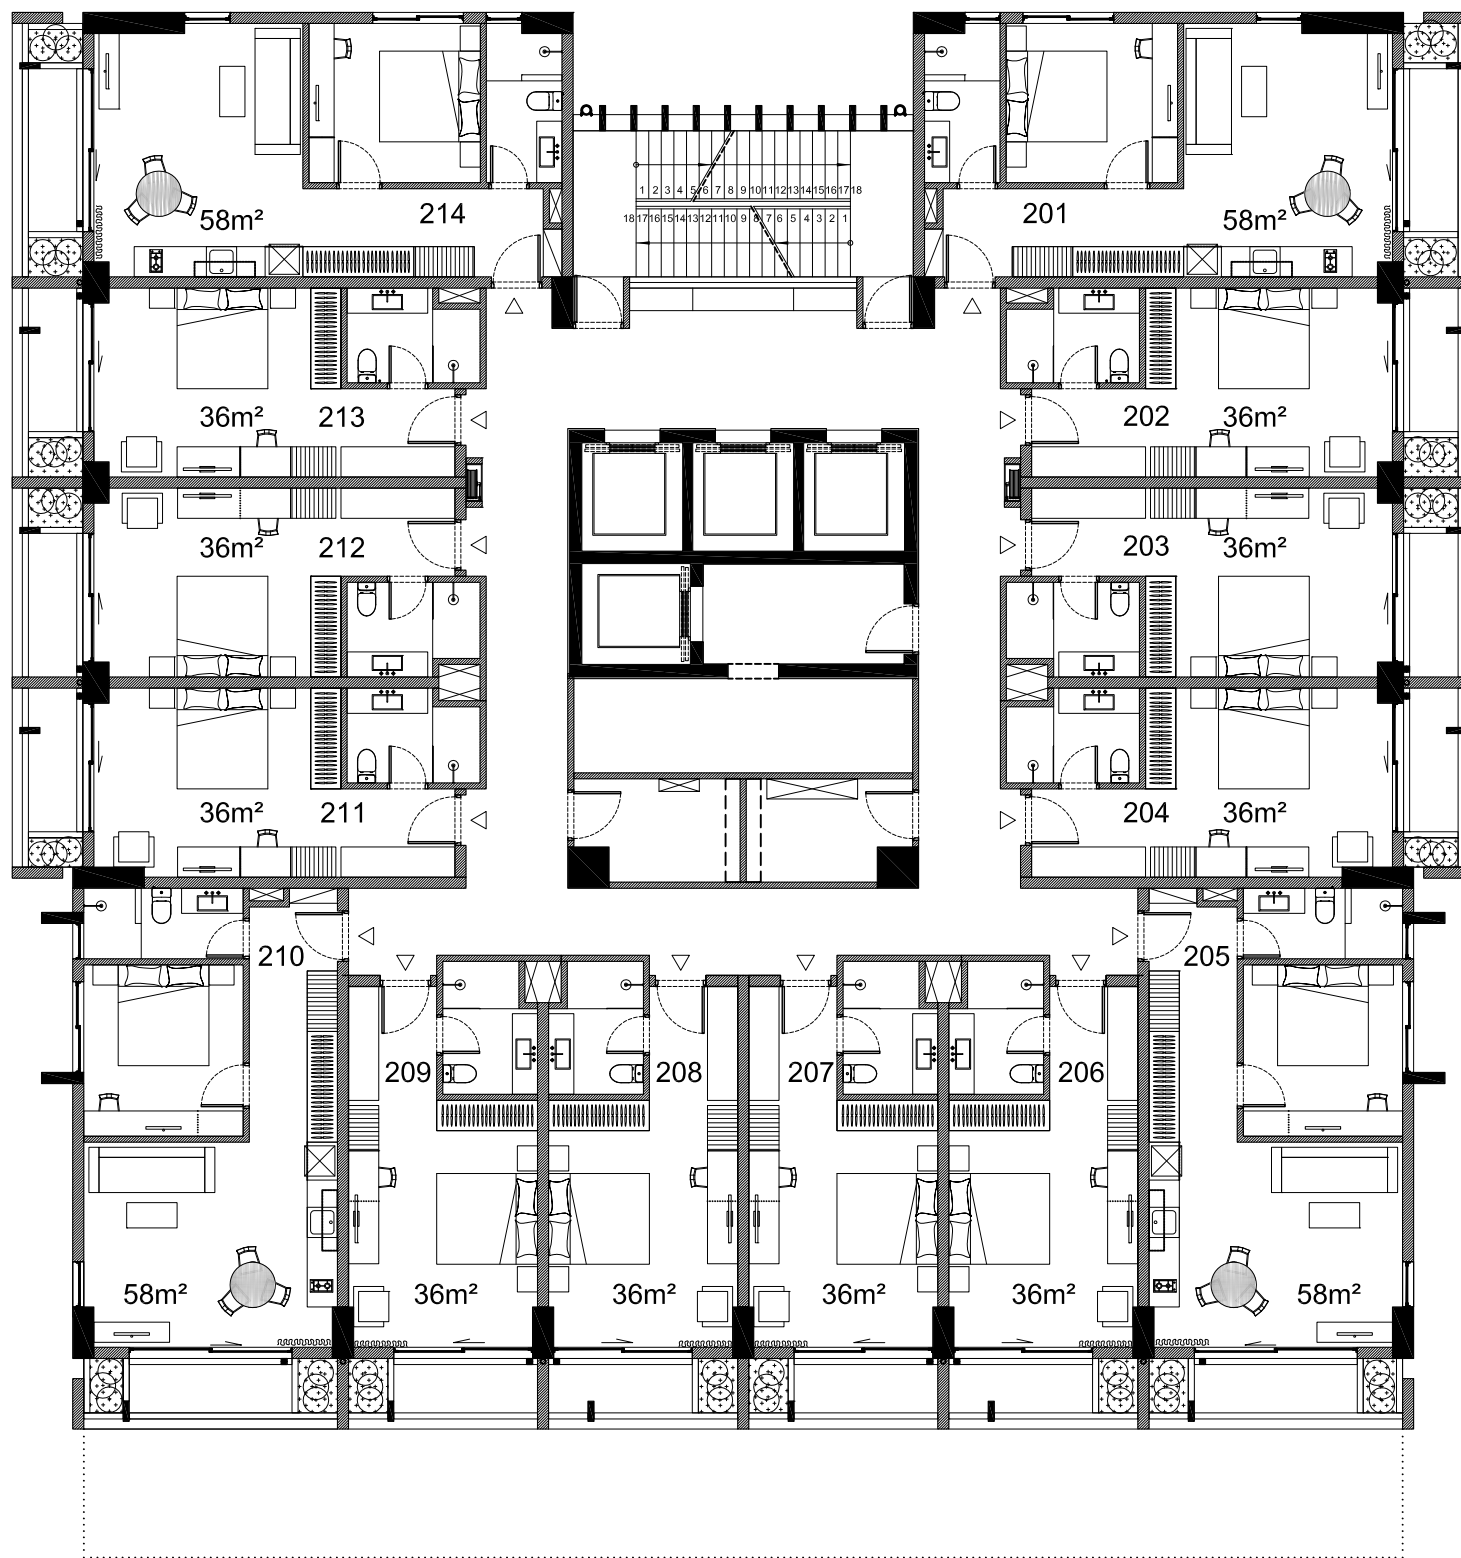 1 2 3 4 5 6 7 8 9 10 11 12 13 14 15 16 17 18
18 17 16 15 14 13 12 11 10 9 8 7 6 5 4 3 2 1
58m² 214 201 58m²
36m² 213 202 36m²
36m² 212 203 36m²
36m² 211 204 36m²
210 205
209 208 207 206
58m² 36m² 36m² 36m² 36m² 58m²